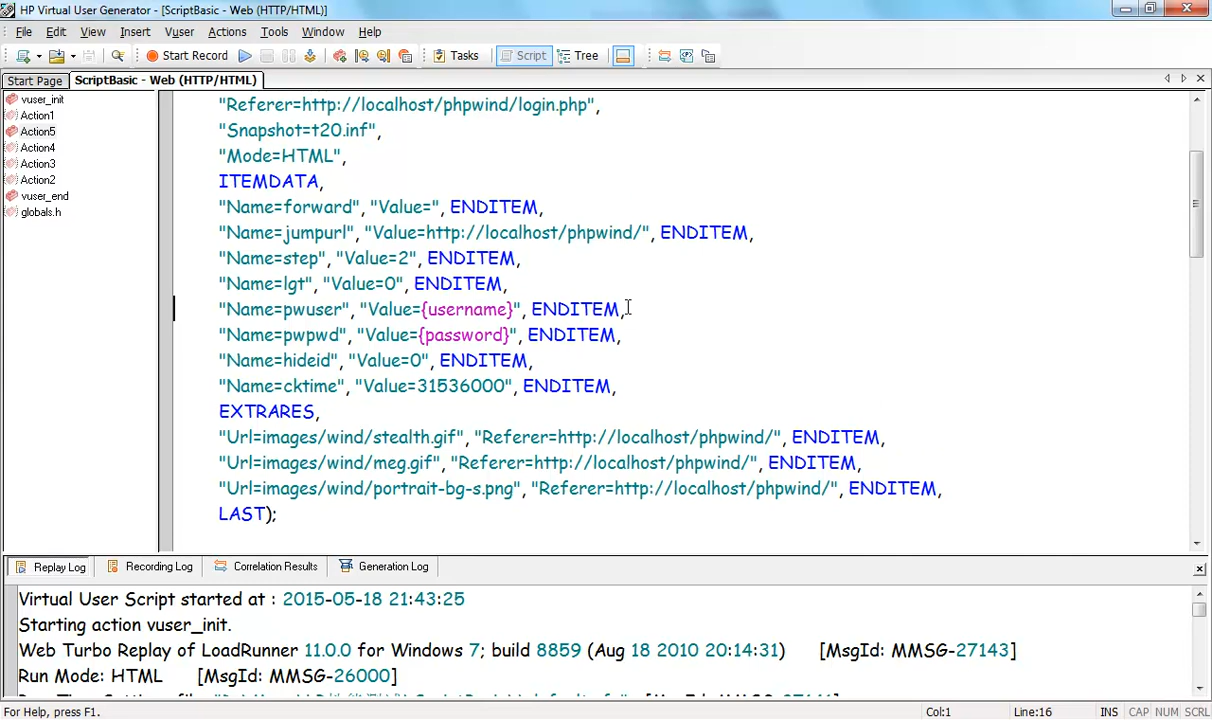 HP Virtual User Generator - [ScriptBasic - Web (HTTP/HTML)]
File Edit View Insert Vuser Actions Tools Window Help
Start Record Tasks Script Tree
Start Page ScriptBasic - Web (HTTP/HTML)
vuser_init
Action1
Action5
Action4
Action3
Action2
vuser_end
globals.h
"Referer=http://localhost/phpwind/login.php",
"Snapshot=t20.inf",
"Mode=HTML",
ITEMDATA,
"Name=forward", "Value=", ENDITEM,
"Name=jumpurl", "Value=http://localhost/phpwind/", ENDITEM,
"Name=step", "Value=2", ENDITEM,
"Name=lgt", "Value=0", ENDITEM,
"Name=pwuser", "Value={username}", ENDITEM,
"Name=pwpwd", "Value={password}", ENDITEM,
"Name=hideid", "Value=0", ENDITEM,
"Name=cktime", "Value=31536000", ENDITEM,
EXTRARES,
"Url=images/wind/stealth.gif", "Referer=http://localhost/phpwind/", ENDITEM,
"Url=images/wind/meg.gif", "Referer=http://localhost/phpwind/", ENDITEM,
"Url=images/wind/portrait-bg-s.png", "Referer=http://localhost/phpwind/", ENDITEM,
LAST);
Replay Log Recording Log Correlation Results Generation Log
Virtual User Script started at : 2015-05-18 21:43:25
Starting action vuser_init.
Web Turbo Replay of LoadRunner 11.0.0 for Windows 7; build 8859 (Aug 18 2010 20:14:31) [MsgId: MMSG-27143]
Run Mode: HTML [MsgId: MMSG-26000]
For Help, press F1. Col:1 Line:16 INS CAP NUM SCRL